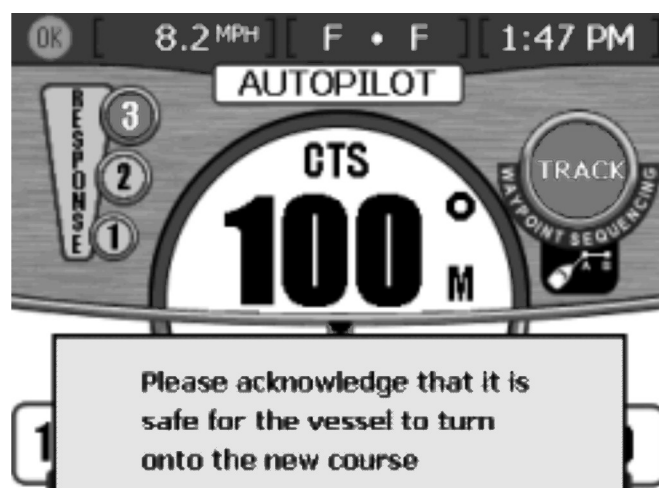 OK [ 8.2 MPH ] [ F • F ] [ 1:47 PM ]
AUTOPILOT
RESPONSE
3
2
1
CTS
100°
M
TRACK
WAYPOINT SEQUENCING
A B
Please acknowledge that it is
safe for the vessel to turn
onto the new course